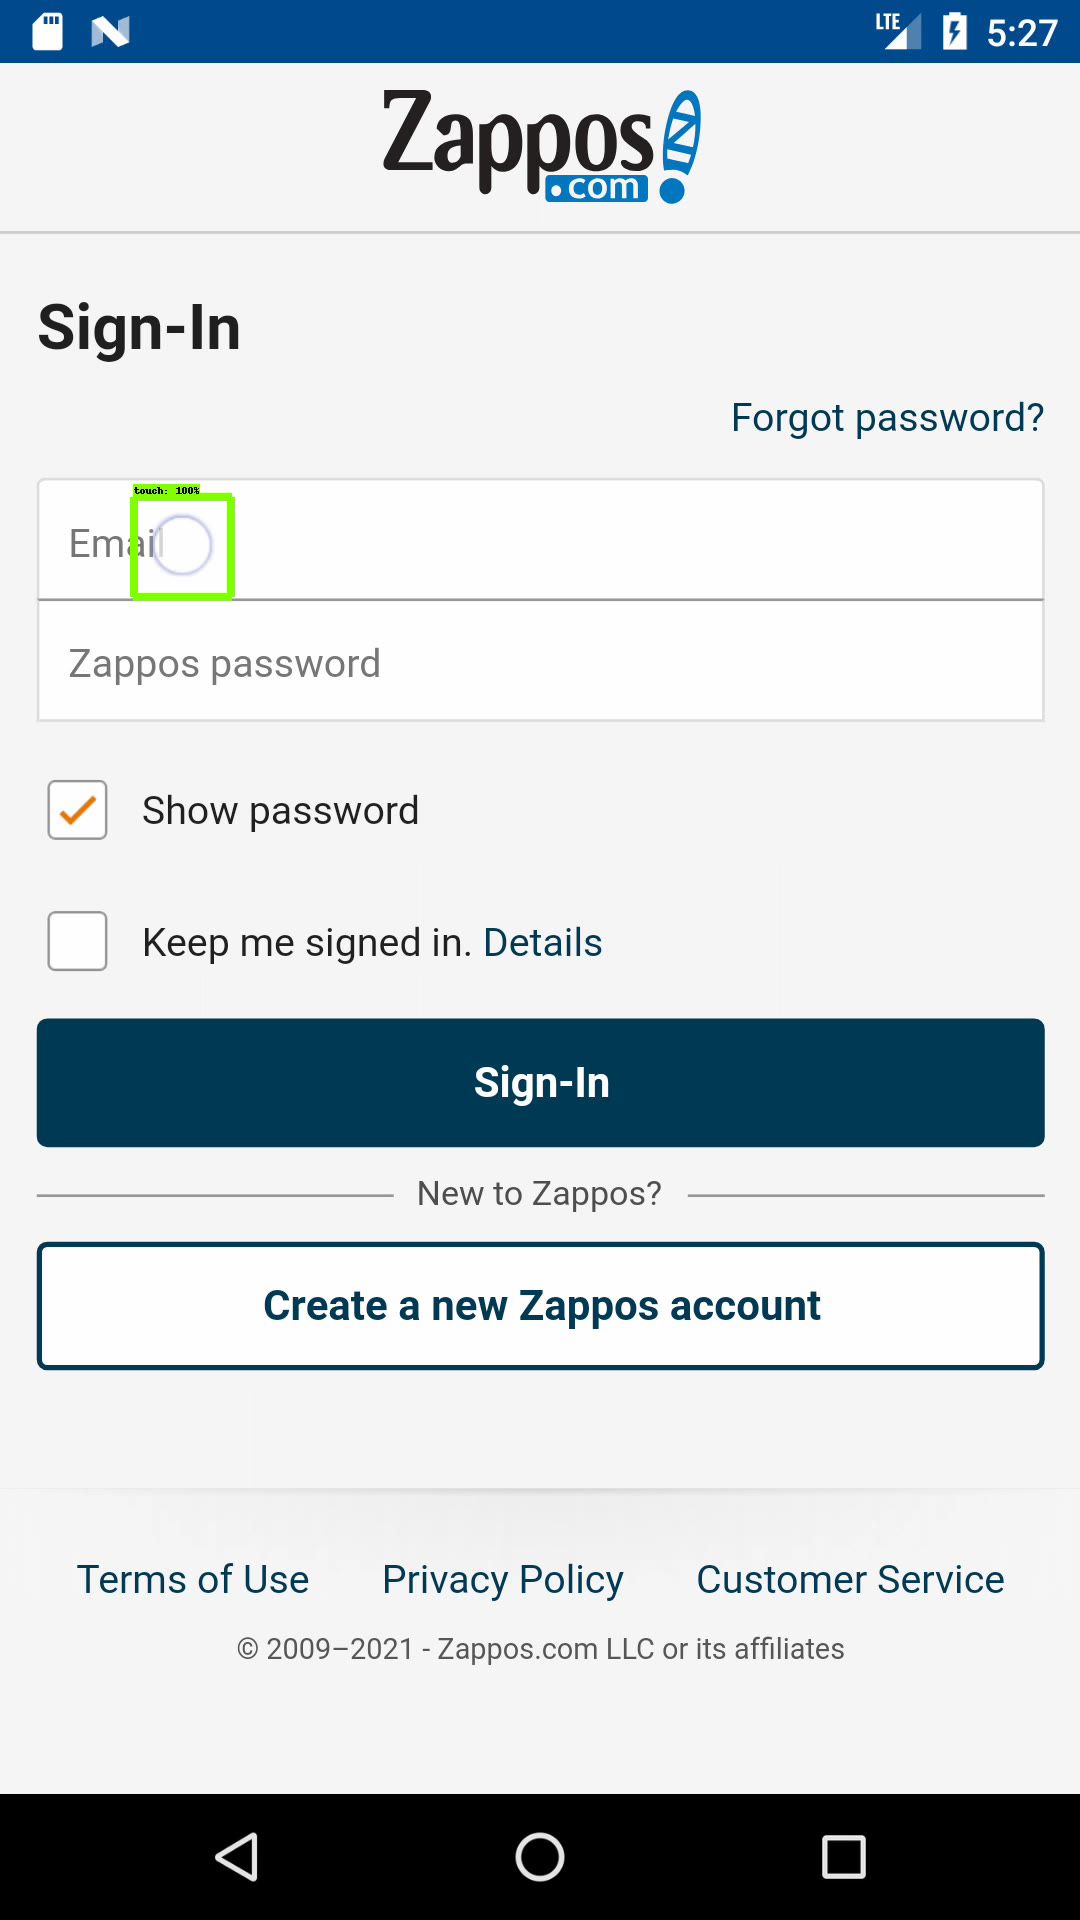 LTE 5:27
Zappos
.com
Sign-In
Forgot password?
touch: 100%
Email
Zappos password
Show password
Keep me signed in. Details
Sign-In
New to Zappos?
Create a new Zappos account
Terms of Use Privacy Policy Customer Service
© 2009–2021 - Zappos.com LLC or its affiliates